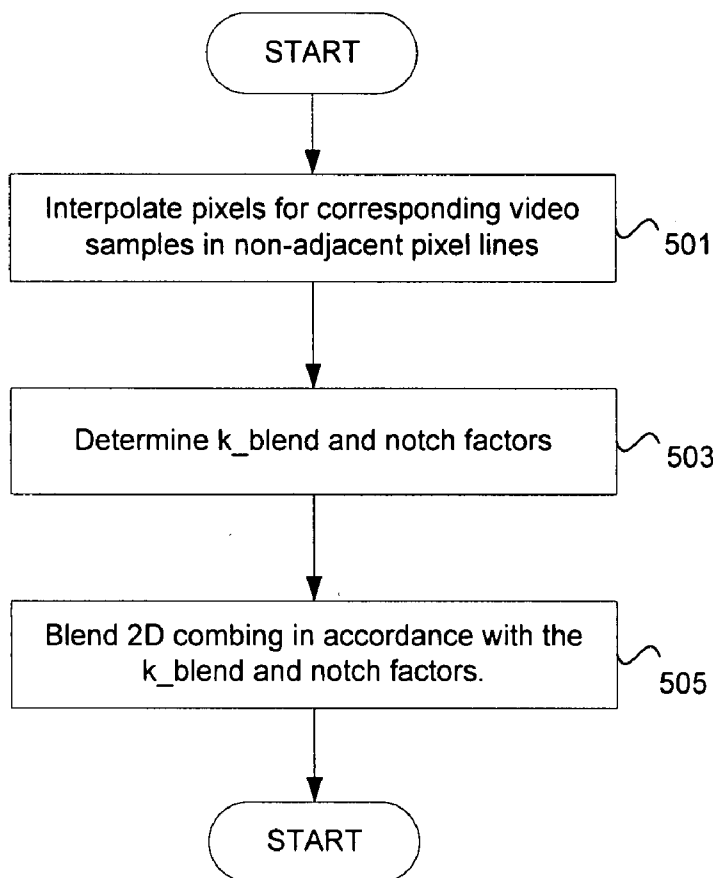 START
Interpolate pixels for corresponding video
samples in non-adjacent pixel lines
501
Determine k_blend and notch factors
503
Blend 2D combing in accordance with the
k_blend and notch factors.
505
START